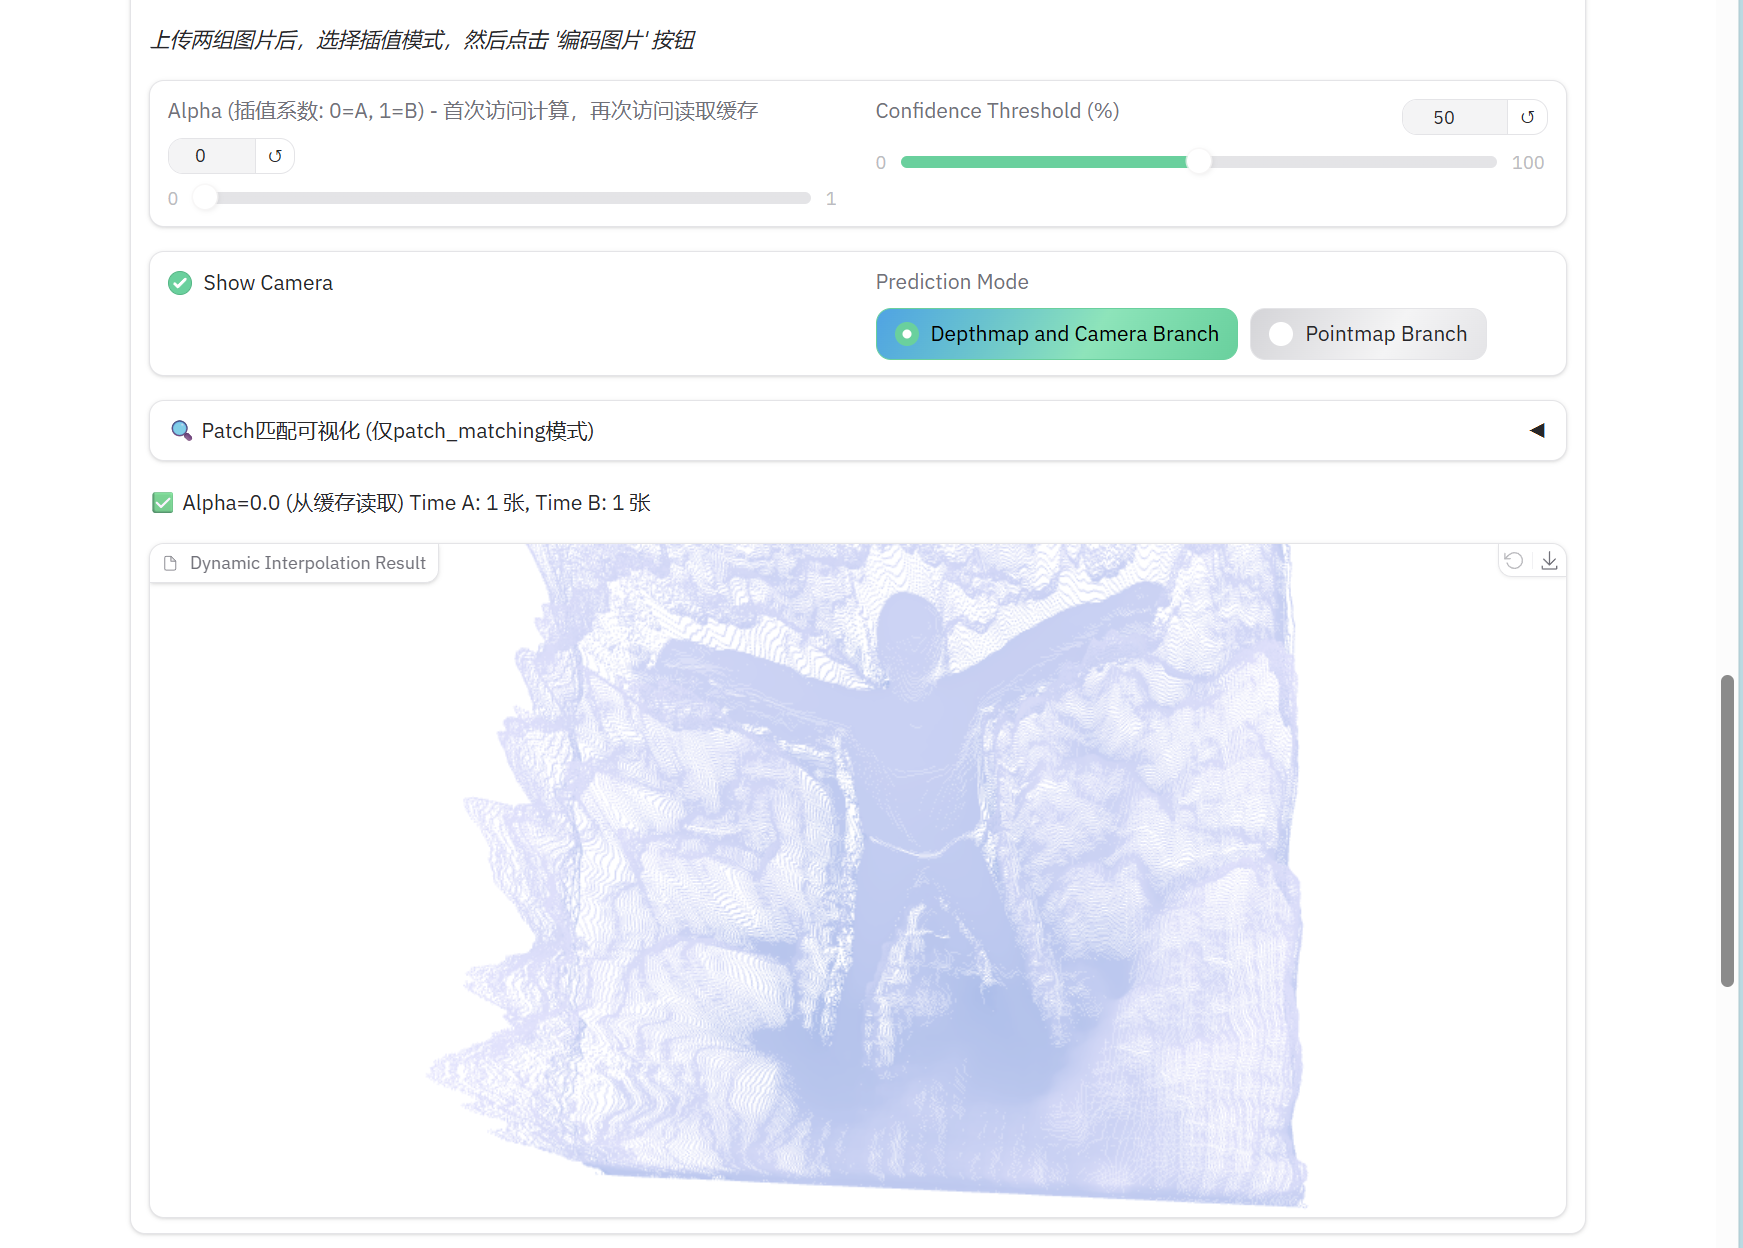 上传两组图片后，选择插值模式，然后点击 '编码图片' 按钮
Alpha (插值系数: 0=A, 1=B) - 首次访问计算，再次访问读取缓存
0
0
1
Confidence Threshold (%)
50
0
100
Show Camera
Prediction Mode
Depthmap and Camera Branch
Pointmap Branch
Patch匹配可视化 (仅patch_matching模式)
Alpha=0.0 (从缓存读取) Time A: 1 张, Time B: 1 张
Dynamic Interpolation Result